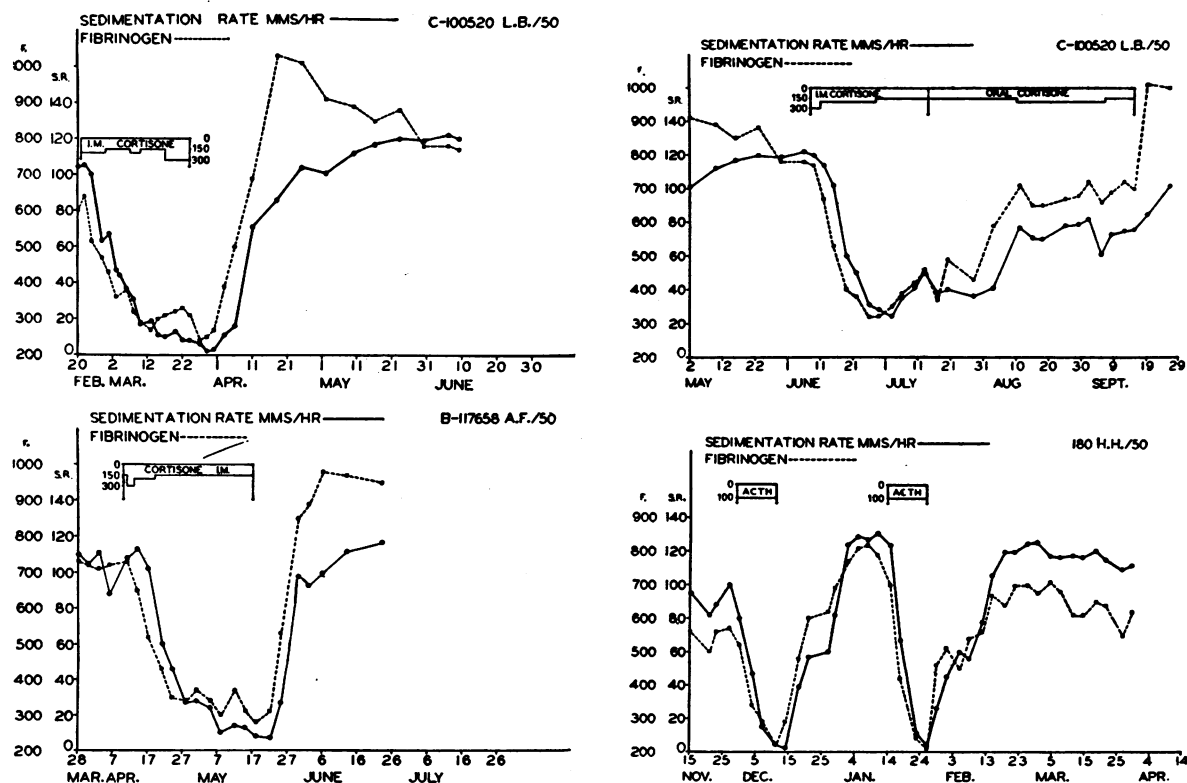 SEDIMENTATION RATE MMS/HR C-100520 L.B./50
FIBRINOGEN
F.
1000
S.R.
900 140
800 120
I.M. CORTISONE
0
150
300
700 100
600 80
500 60
400 40
300 20
200 0
20 2 12 22 1 11 21 1 11 21 31 10 20 30
FEB. MAR. APR. MAY JUNE
SEDIMENTATION RATE MMS/HR C-100520 L.B./50
FIBRINOGEN
F.
1000
S.R.
0
150
300
I.M. CORTISONE ORAL CORTISONE
900 140
800 120
700 100
600 80
500 60
400 40
300 20
200 0
2 12 22 1 11 21 1 11 21 31 10 20 30 9 19 29
MAY JUNE JULY AUG SEPT.
SEDIMENTATION RATE MMS/HR B-117658 A.F./50
FIBRINOGEN
F.
1000
S.R.
0
150
300
CORTISONE I.M.
900 140
800 120
700 100
600 80
500 60
400 40
300 20
200 0
28 7 17 27 7 17 27 6 16 26 6 16 26
MAR. APR. MAY JUNE JULY
SEDIMENTATION RATE MMS/HR 180 H.H./50
FIBRINOGEN
F. S.R.
0
100
ACTH
0
100
ACTH
900 140
800 120
700 100
600 80
500 60
400 40
300 20
200 0
15 25 5 15 25 4 14 24 3 13 23 5 15 25 4 14
NOV. DEC. JAN. FEB. MAR. APR.